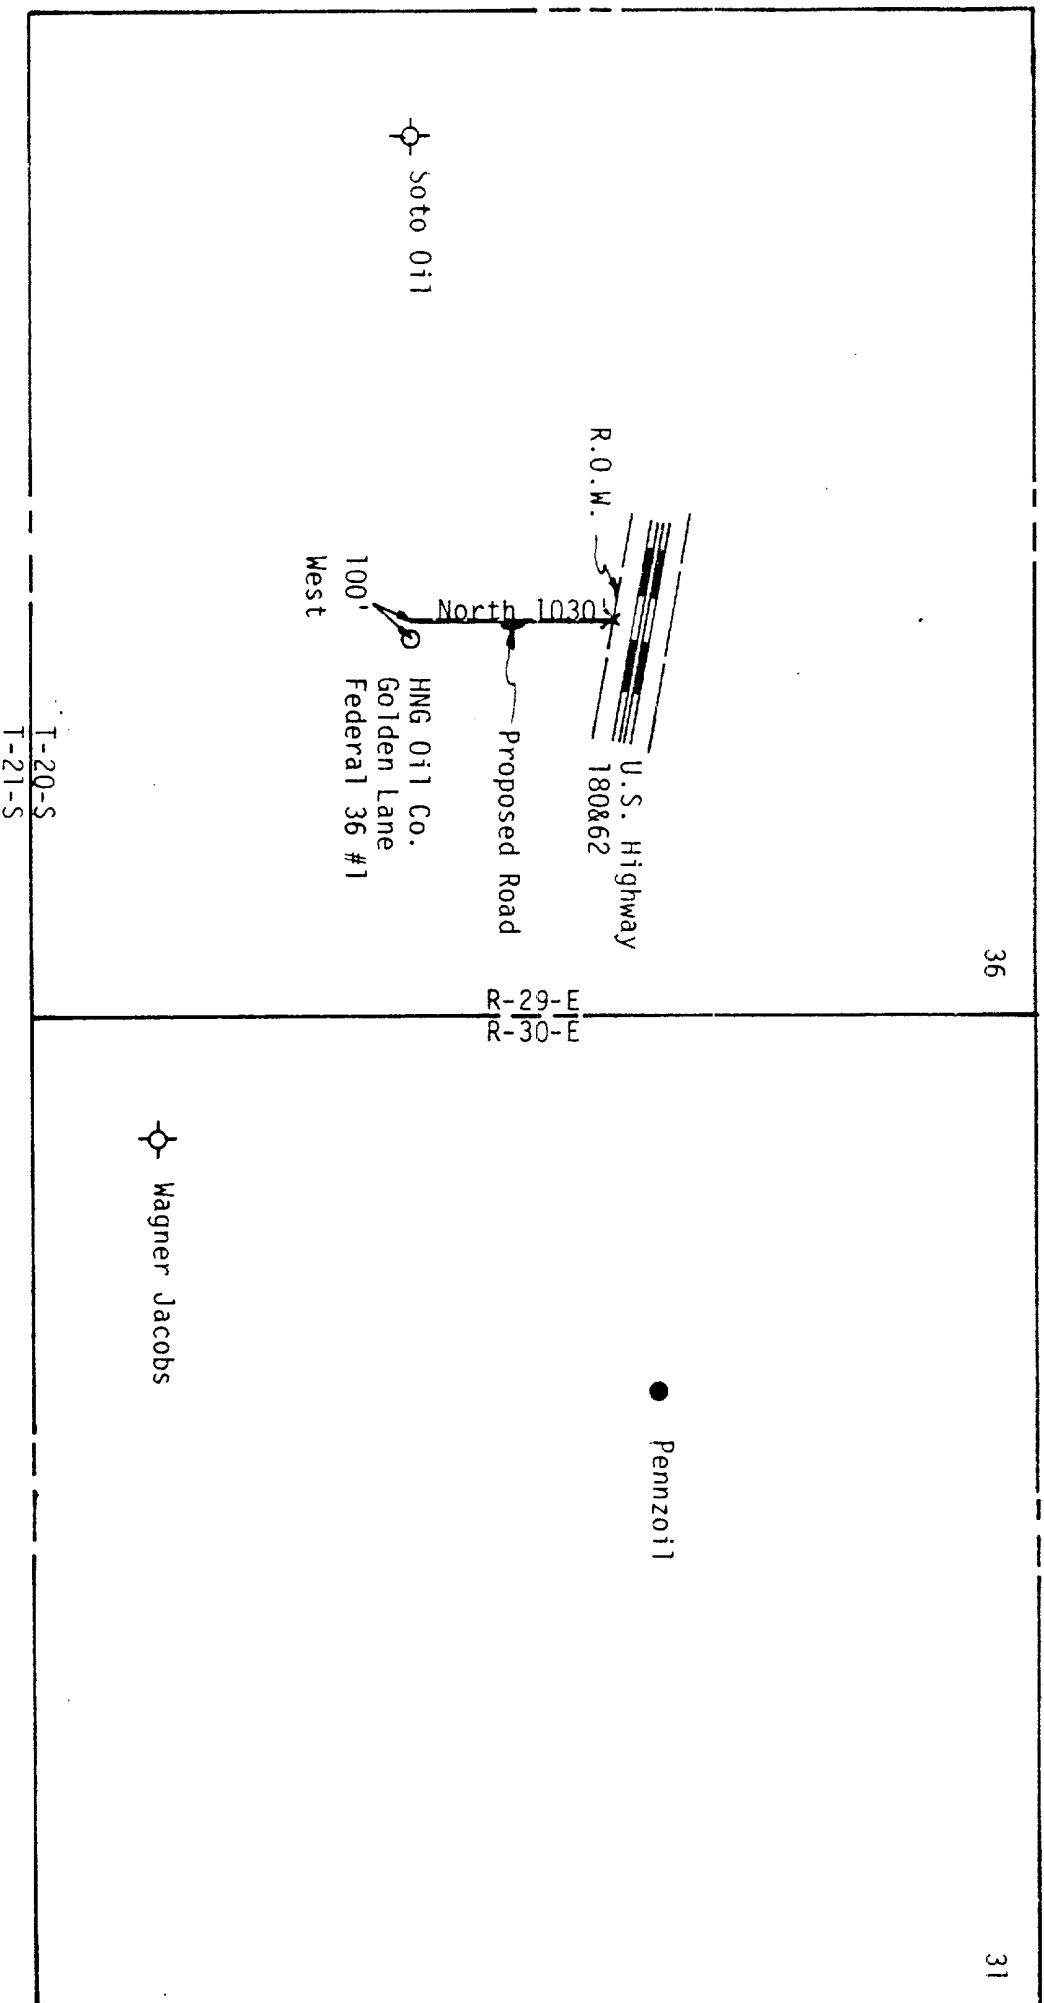 36
31
U.S. Highway
180&62
R.O.W.
North 1030'
Proposed Road
100'
West
HNG Oil Co.
Golden Lane
Federal 36 #1
Soto Oil
R-29-E
R-30-E
Pennzoil
Wagner Jacobs
T-20-S
T-21-S